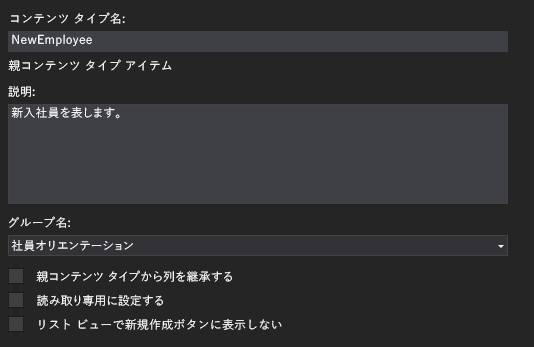 コンテンツ タイプ名:
NewEmployee
親コンテンツ タイプ アイテム
説明:
新入社員を表します。
グループ名:
社員オリエンテーション
親コンテンツ タイプから列を継承する
読み取り専用に設定する
リスト ビューで新規作成ボタンに表示しない